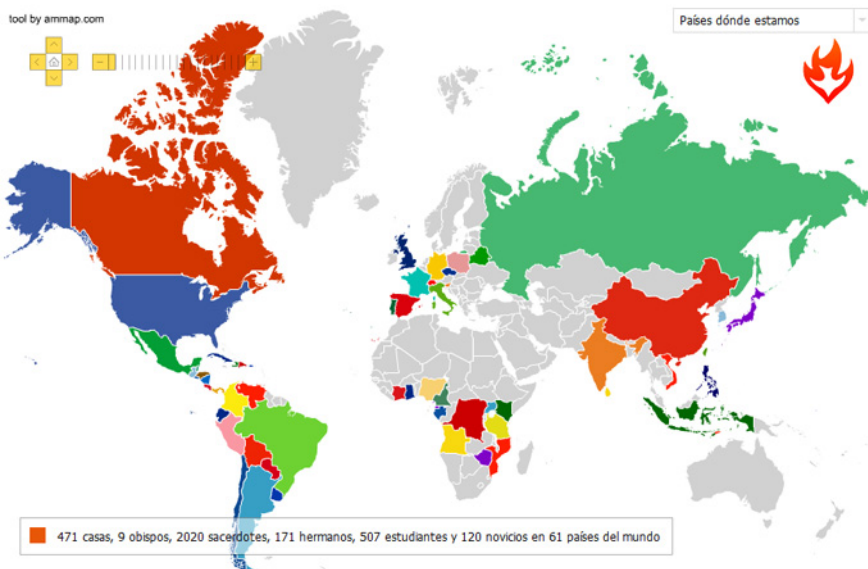 tool by ammap.com
Países dónde estamos
471 casas, 9 obispos, 2020 sacerdotes, 171 hermanos, 507 estudiantes y 120 novicios en 61 países del mundo